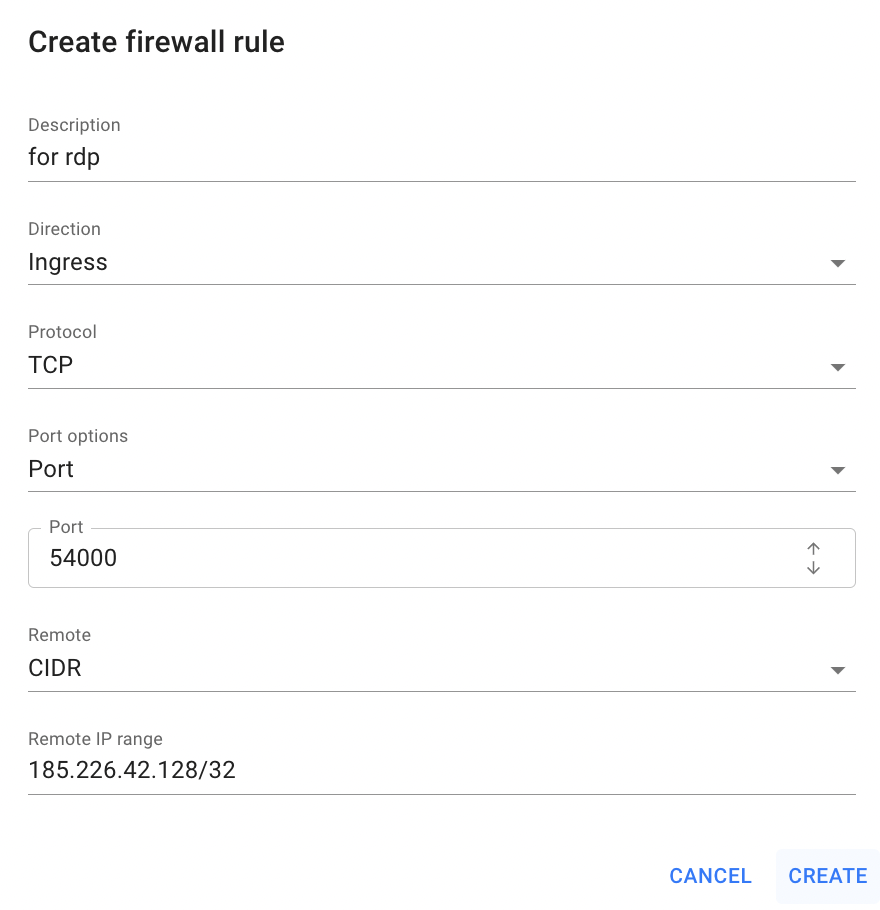 Create firewall rule
Description
for rdp
Direction
Ingress
Protocol
TCP
Port options
Port
Port
54000
Remote
CIDR
Remote IP range
185.226.42.128/32
CANCEL CREATE